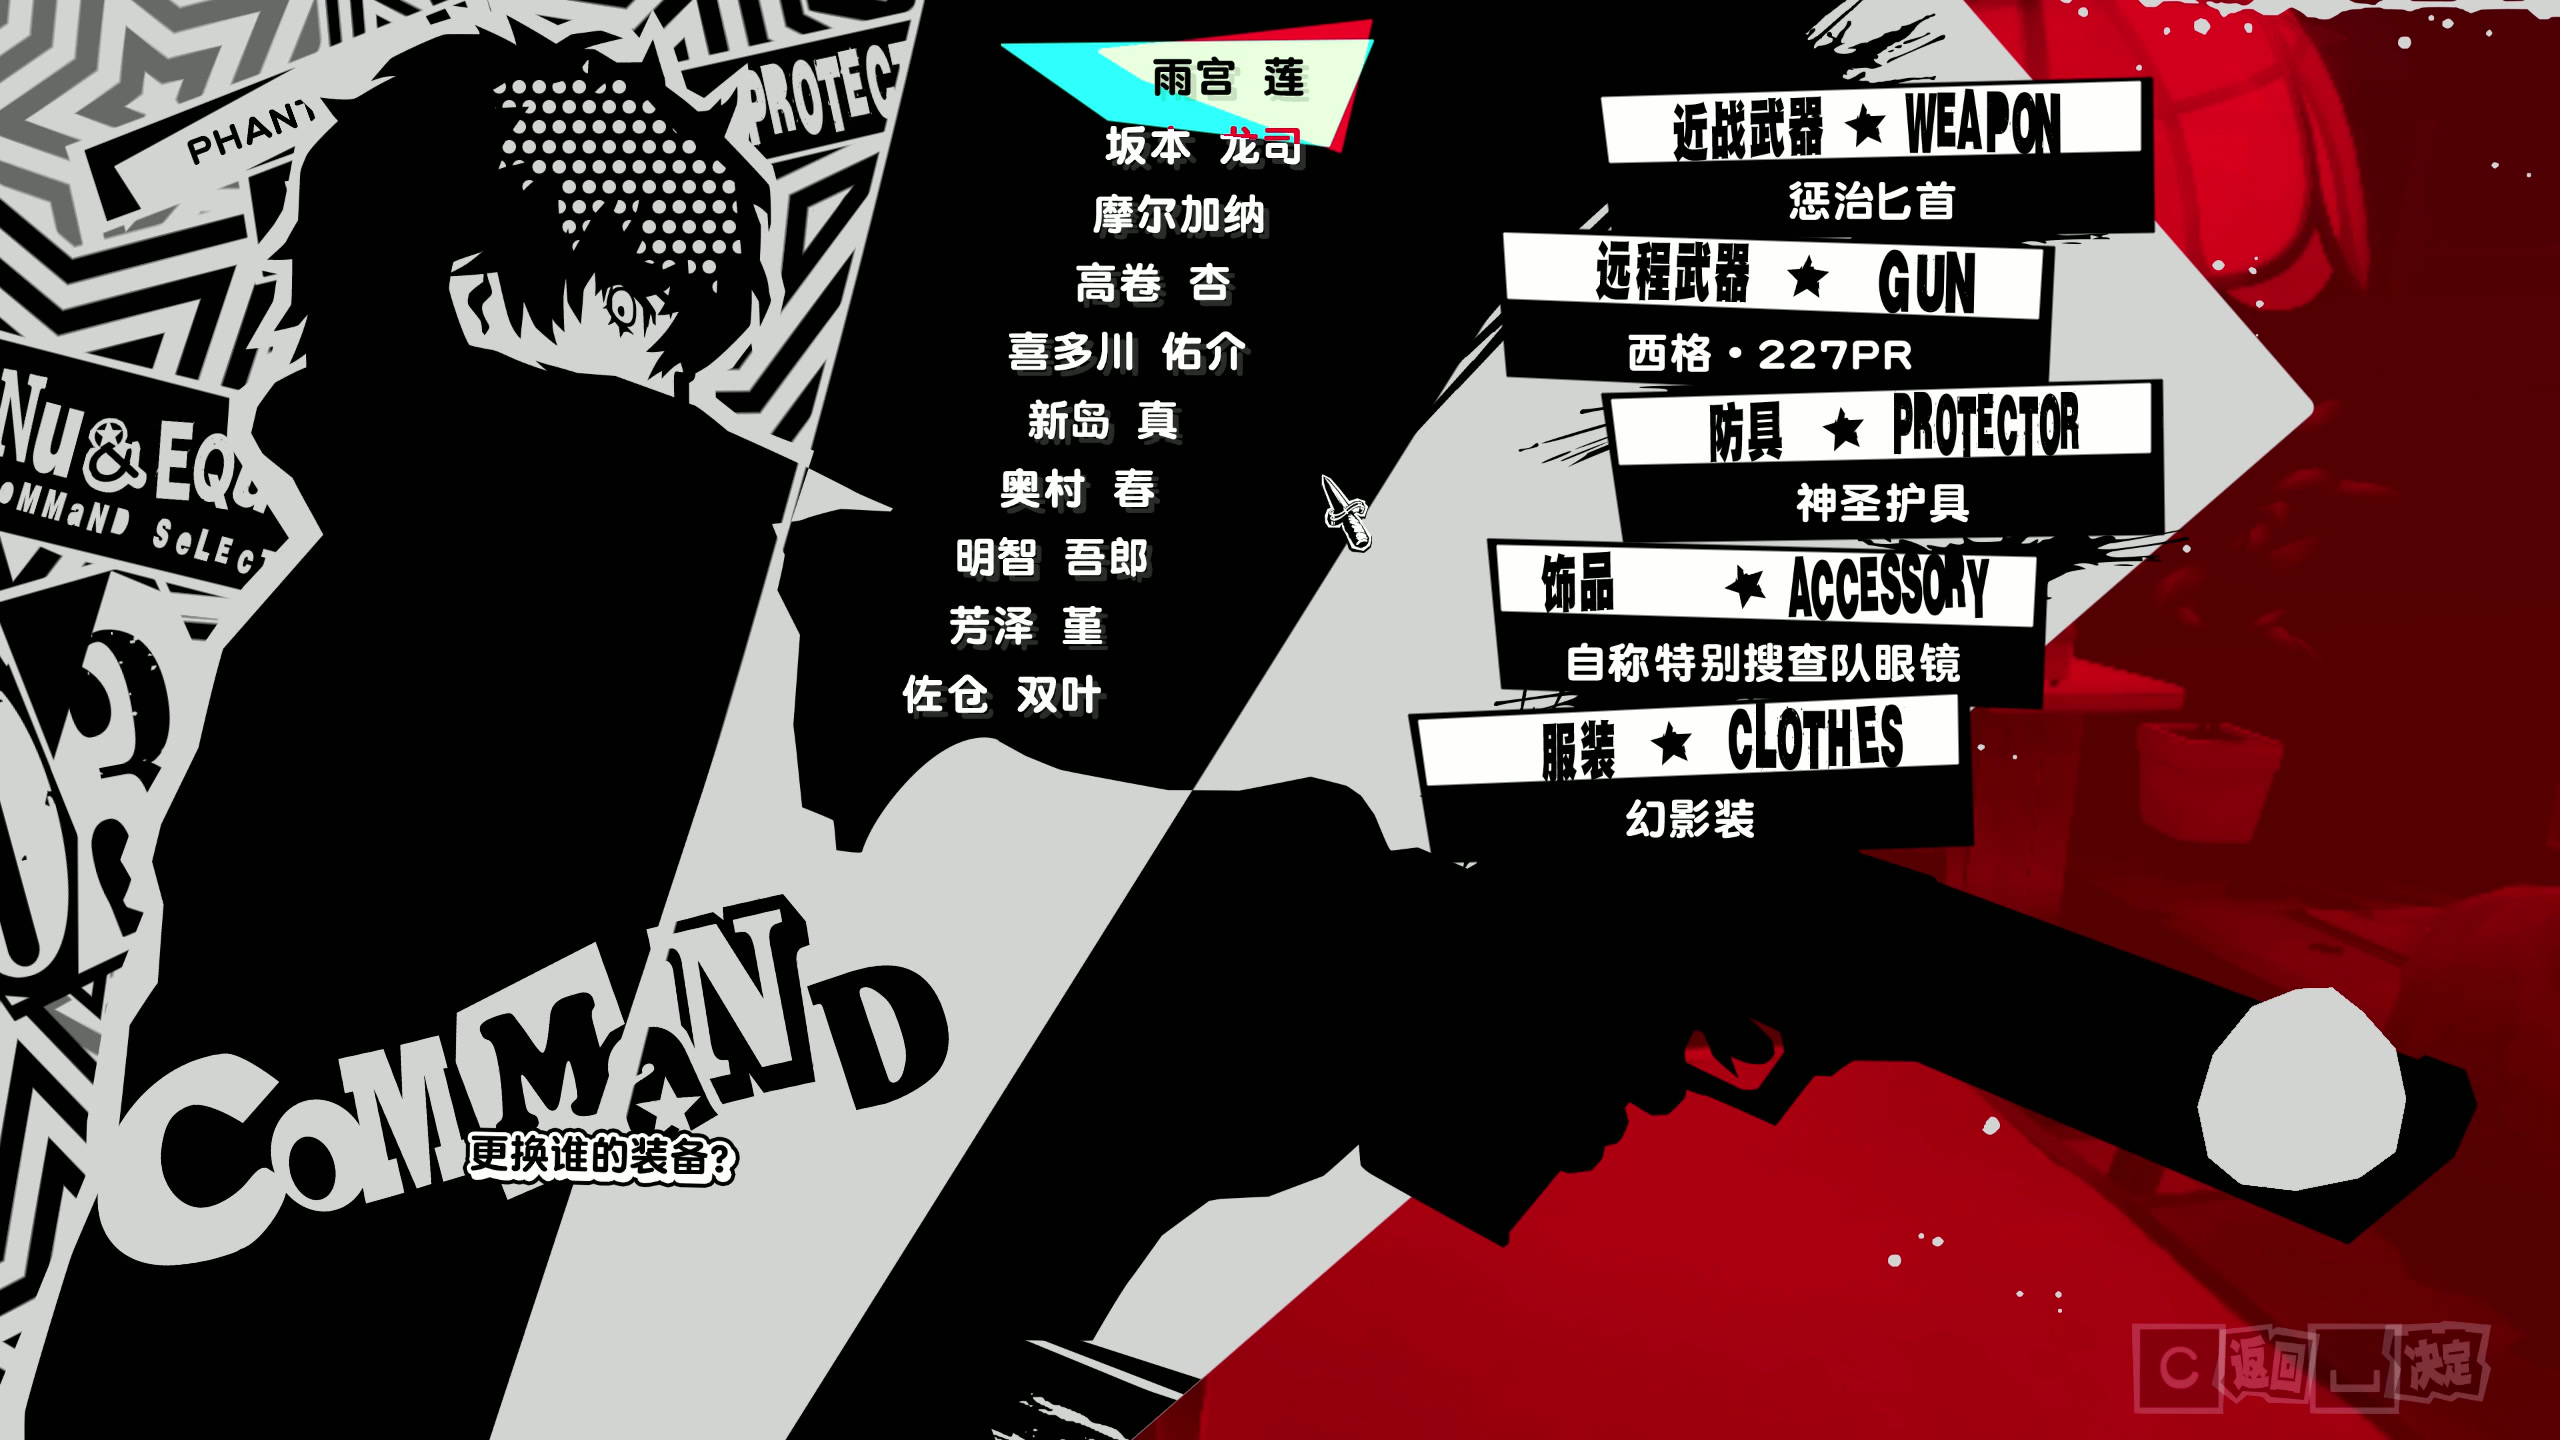 PHANT
PROTECT
Nu&EQu
oMMaND SeLEcT
雨宫 莲
坂本 龙司
摩尔加纳
高卷 杏
喜多川 佑介
新岛 真
奥村 春
明智 吾郎
芳泽 堇
佐仓 双叶
近战武器 ★ WEAPON
惩治匕首
远程武器 ★ GUN
西格·227PR
防具 ★ PROTECTOR
神圣护具
饰品 ★ ACCESSORY
自称特别搜查队眼镜
服装 ★ CLOTHES
幻影装
CoMMaND
更换谁的装备?
C 返回 决定